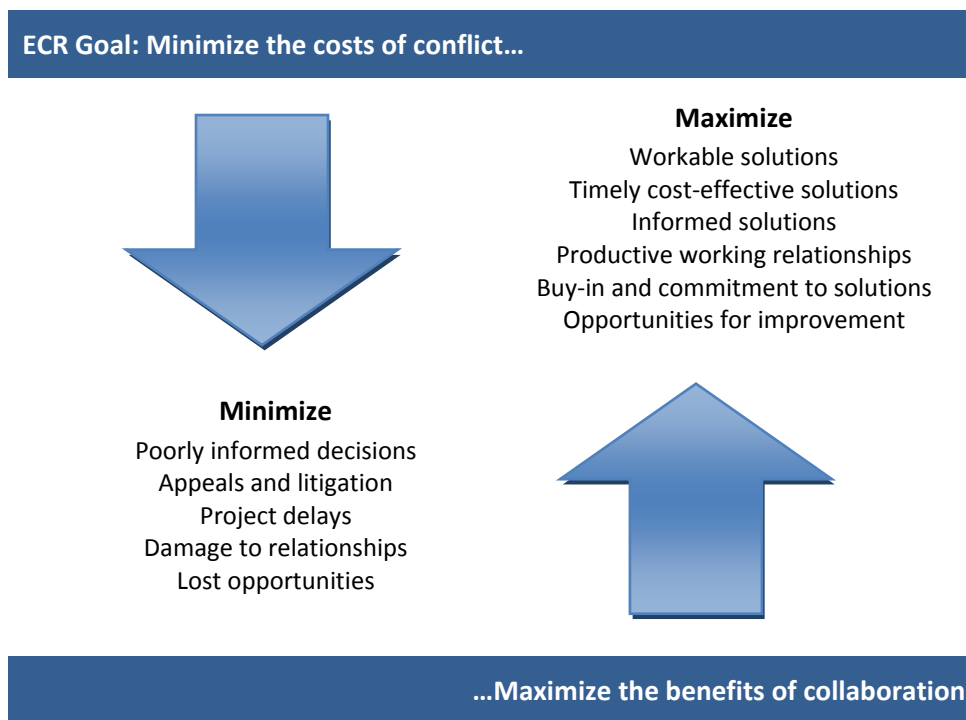 ECR Goal: Minimize the costs of conflict…
Maximize
Workable solutions
Timely cost-effective solutions
Informed solutions
Productive working relationships
Buy-in and commitment to solutions
Opportunities for improvement
Minimize
Poorly informed decisions
Appeals and litigation
Project delays
Damage to relationships
Lost opportunities
…Maximize the benefits of collaboration